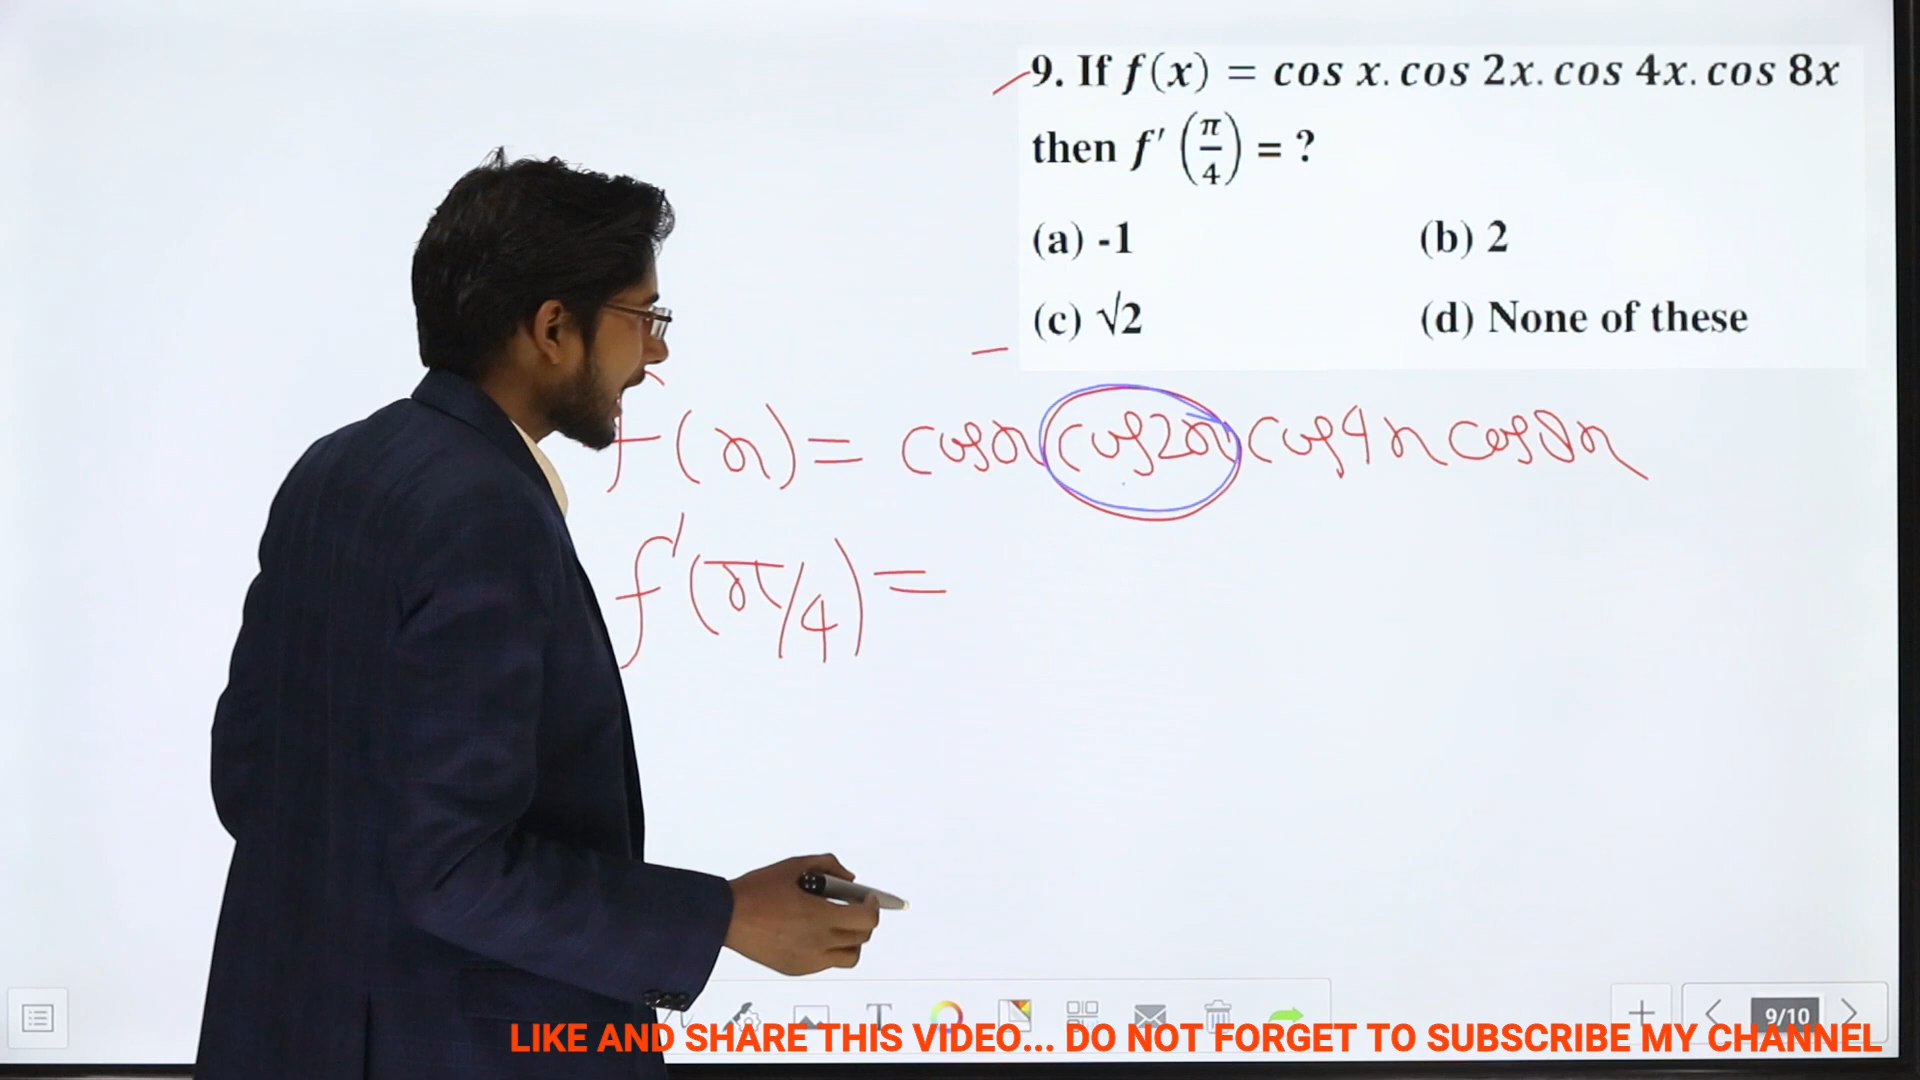 9. If f(x) = cos x. cos 2x. cos 4x. cos 8x
then f′ (π/4) = ?
(a) -1 (b) 2
(c) √2 (d) None of these
f(x) = cosx cos2x cos4x cos8x
f'(π/4) =
9/10
LIKE AND SHARE THIS VIDEO... DO NOT FORGET TO SUBSCRIBE MY CHANNEL